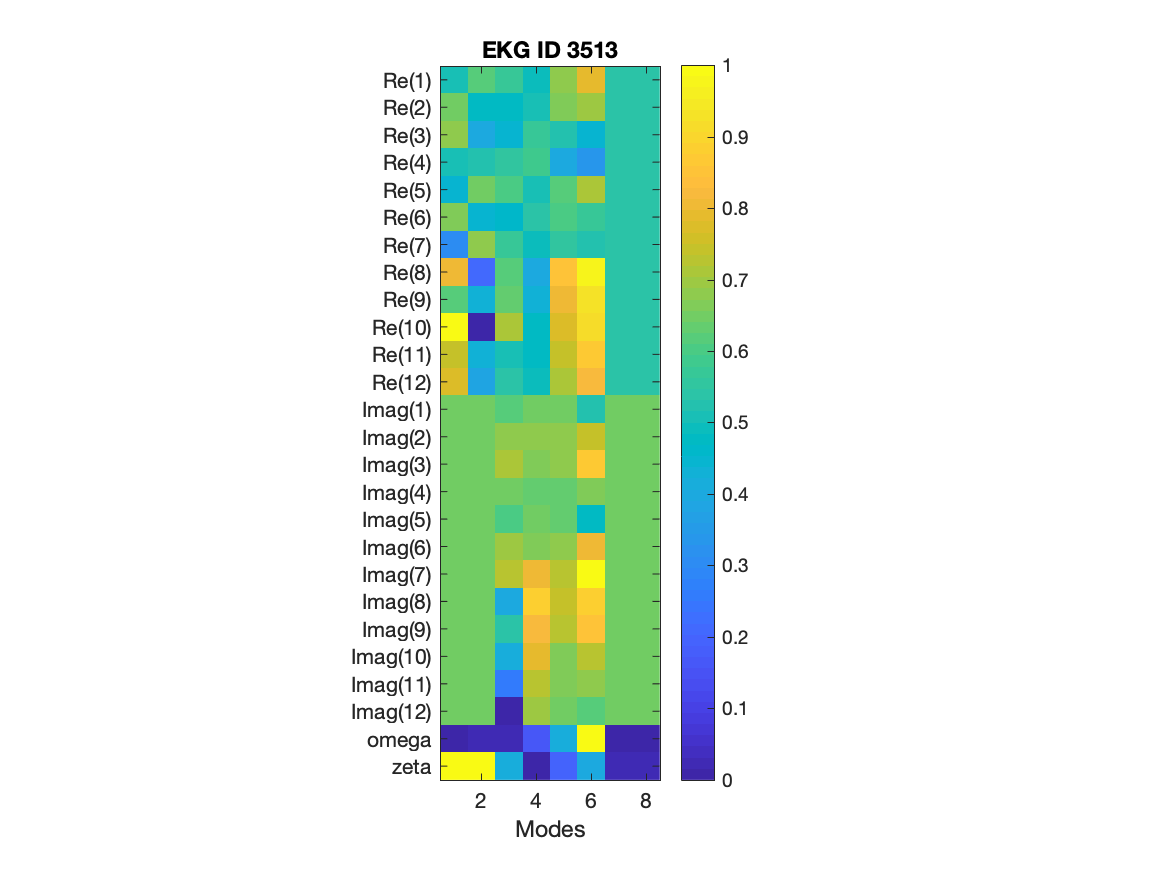 EKG ID 3513
Re(1)
Re(2)
Re(3)
Re(4)
Re(5)
Re(6)
Re(7)
Re(8)
Re(9)
Re(10)
Re(11)
Re(12)
Imag(1)
Imag(2)
Imag(3)
Imag(4)
Imag(5)
Imag(6)
Imag(7)
Imag(8)
Imag(9)
Imag(10)
Imag(11)
Imag(12)
omega
zeta
2 4 6 8
Modes
1
0.9
0.8
0.7
0.6
0.5
0.4
0.3
0.2
0.1
0